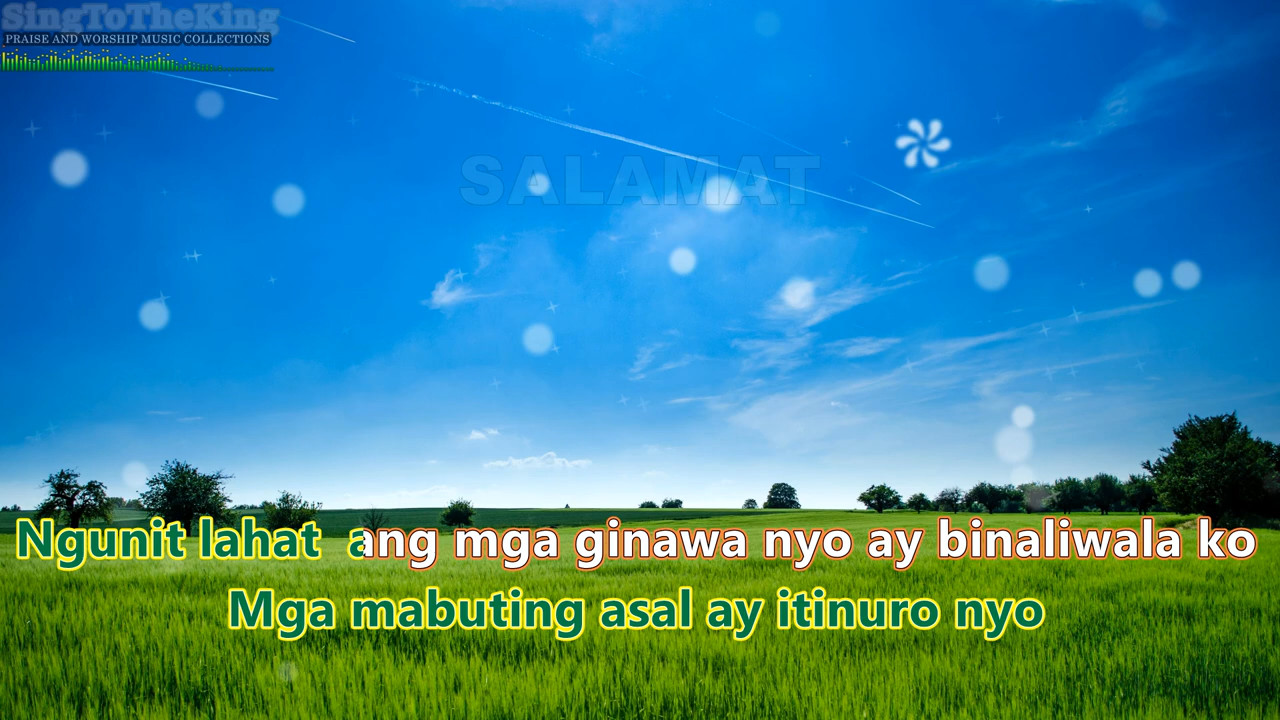 SingToTheKing
PRAISE AND WORSHIP MUSIC COLLECTIONS
SALAMAT
Ngunit lahat ang mga ginawa nyo ay binaliwala ko
Mga mabuting asal ay itinuro nyo